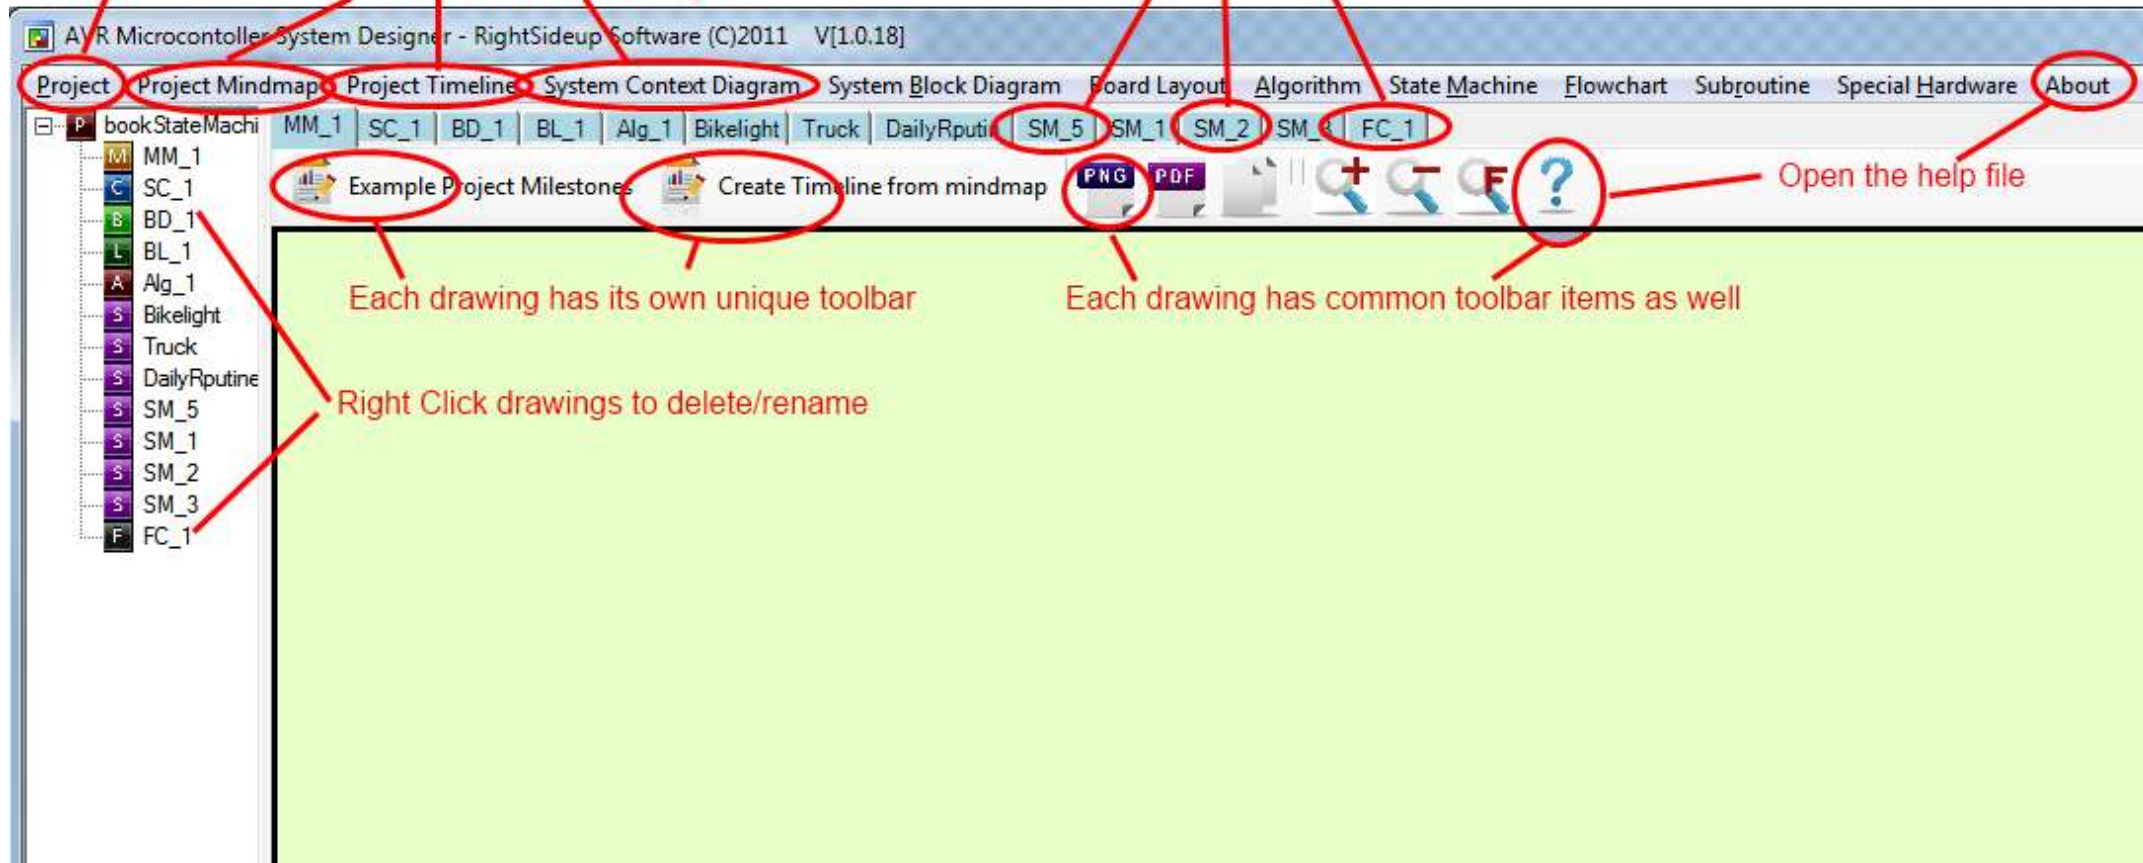 AVR Microcontoller System Designer - RightSideup Software (C)2011 V[1.0.18]
Project Project Mindmap Project Timeline System Context Diagram System Block Diagram Board Layout Algorithm State Machine Flowchart Subroutine Special Hardware About
P bookStateMachi
MM_1 SC_1 BD_1 BL_1 Alg_1 Bikelight Truck DailyRputin SM_5 SM_1 SM_2 SM_3 FC_1
M MM_1
C SC_1
B BD_1
L BL_1
A Alg_1
S Bikelight
S Truck
S DailyRputine
S SM_5
S SM_1
S SM_2
S SM_3
F FC_1
Example Project Milestones Create Timeline from mindmap PNG PDF F ?
Open the help file
Each drawing has its own unique toolbar
Each drawing has common toolbar items as well
Right Click drawings to delete/rename